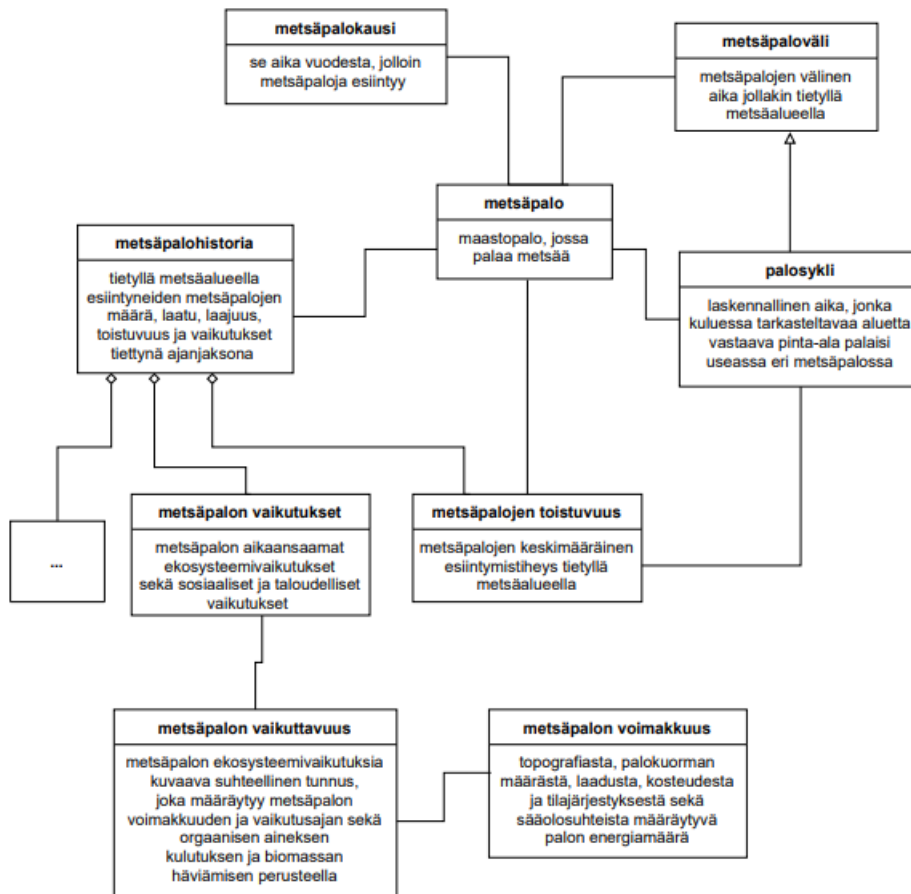 metsäpalokausi
se aika vuodesta, jolloin
metsäpaloja esiintyy
metsäpaloväli
metsäpalojen välinen
aika jollakin tietyllä
metsäalueella
metsäpalo
maastopalo, jossa
palaa metsää
metsäpalohistoria
tietyllä metsäalueella
esiintyneiden metsäpalojen
määrä, laatu, laajuus,
toistuvuus ja vaikutukset
tiettynä ajanjaksona
palosykli
laskennallinen aika, jonka
kuluessa tarkasteltavaa aluetta
vastaava pinta-ala palaisi
useassa eri metsäpalossa
...
metsäpalon vaikutukset
metsäpalon aikaansaamat
ekosysteemivaikutukset
sekä sosiaaliset ja taloudelliset
vaikutukset
metsäpalojen toistuvuus
metsäpalojen keskimääräinen
esiintymistiheys tietyllä
metsäalueella
metsäpalon vaikuttavuus
metsäpalon ekosysteemivaikutuksia
kuvaava suhteellinen tunnus,
joka määräytyy metsäpalon
voimakkuuden ja vaikutusajan sekä
orgaanisen aineksen
kulutuksen ja biomassan
häviämisen perusteella
metsäpalon voimakkuus
topografiasta, palokuorman
määrästä, laadusta, kosteudesta
ja tilajärjestyksestä sekä
sääolosuhteista määräytyvä
palon energiamäärä